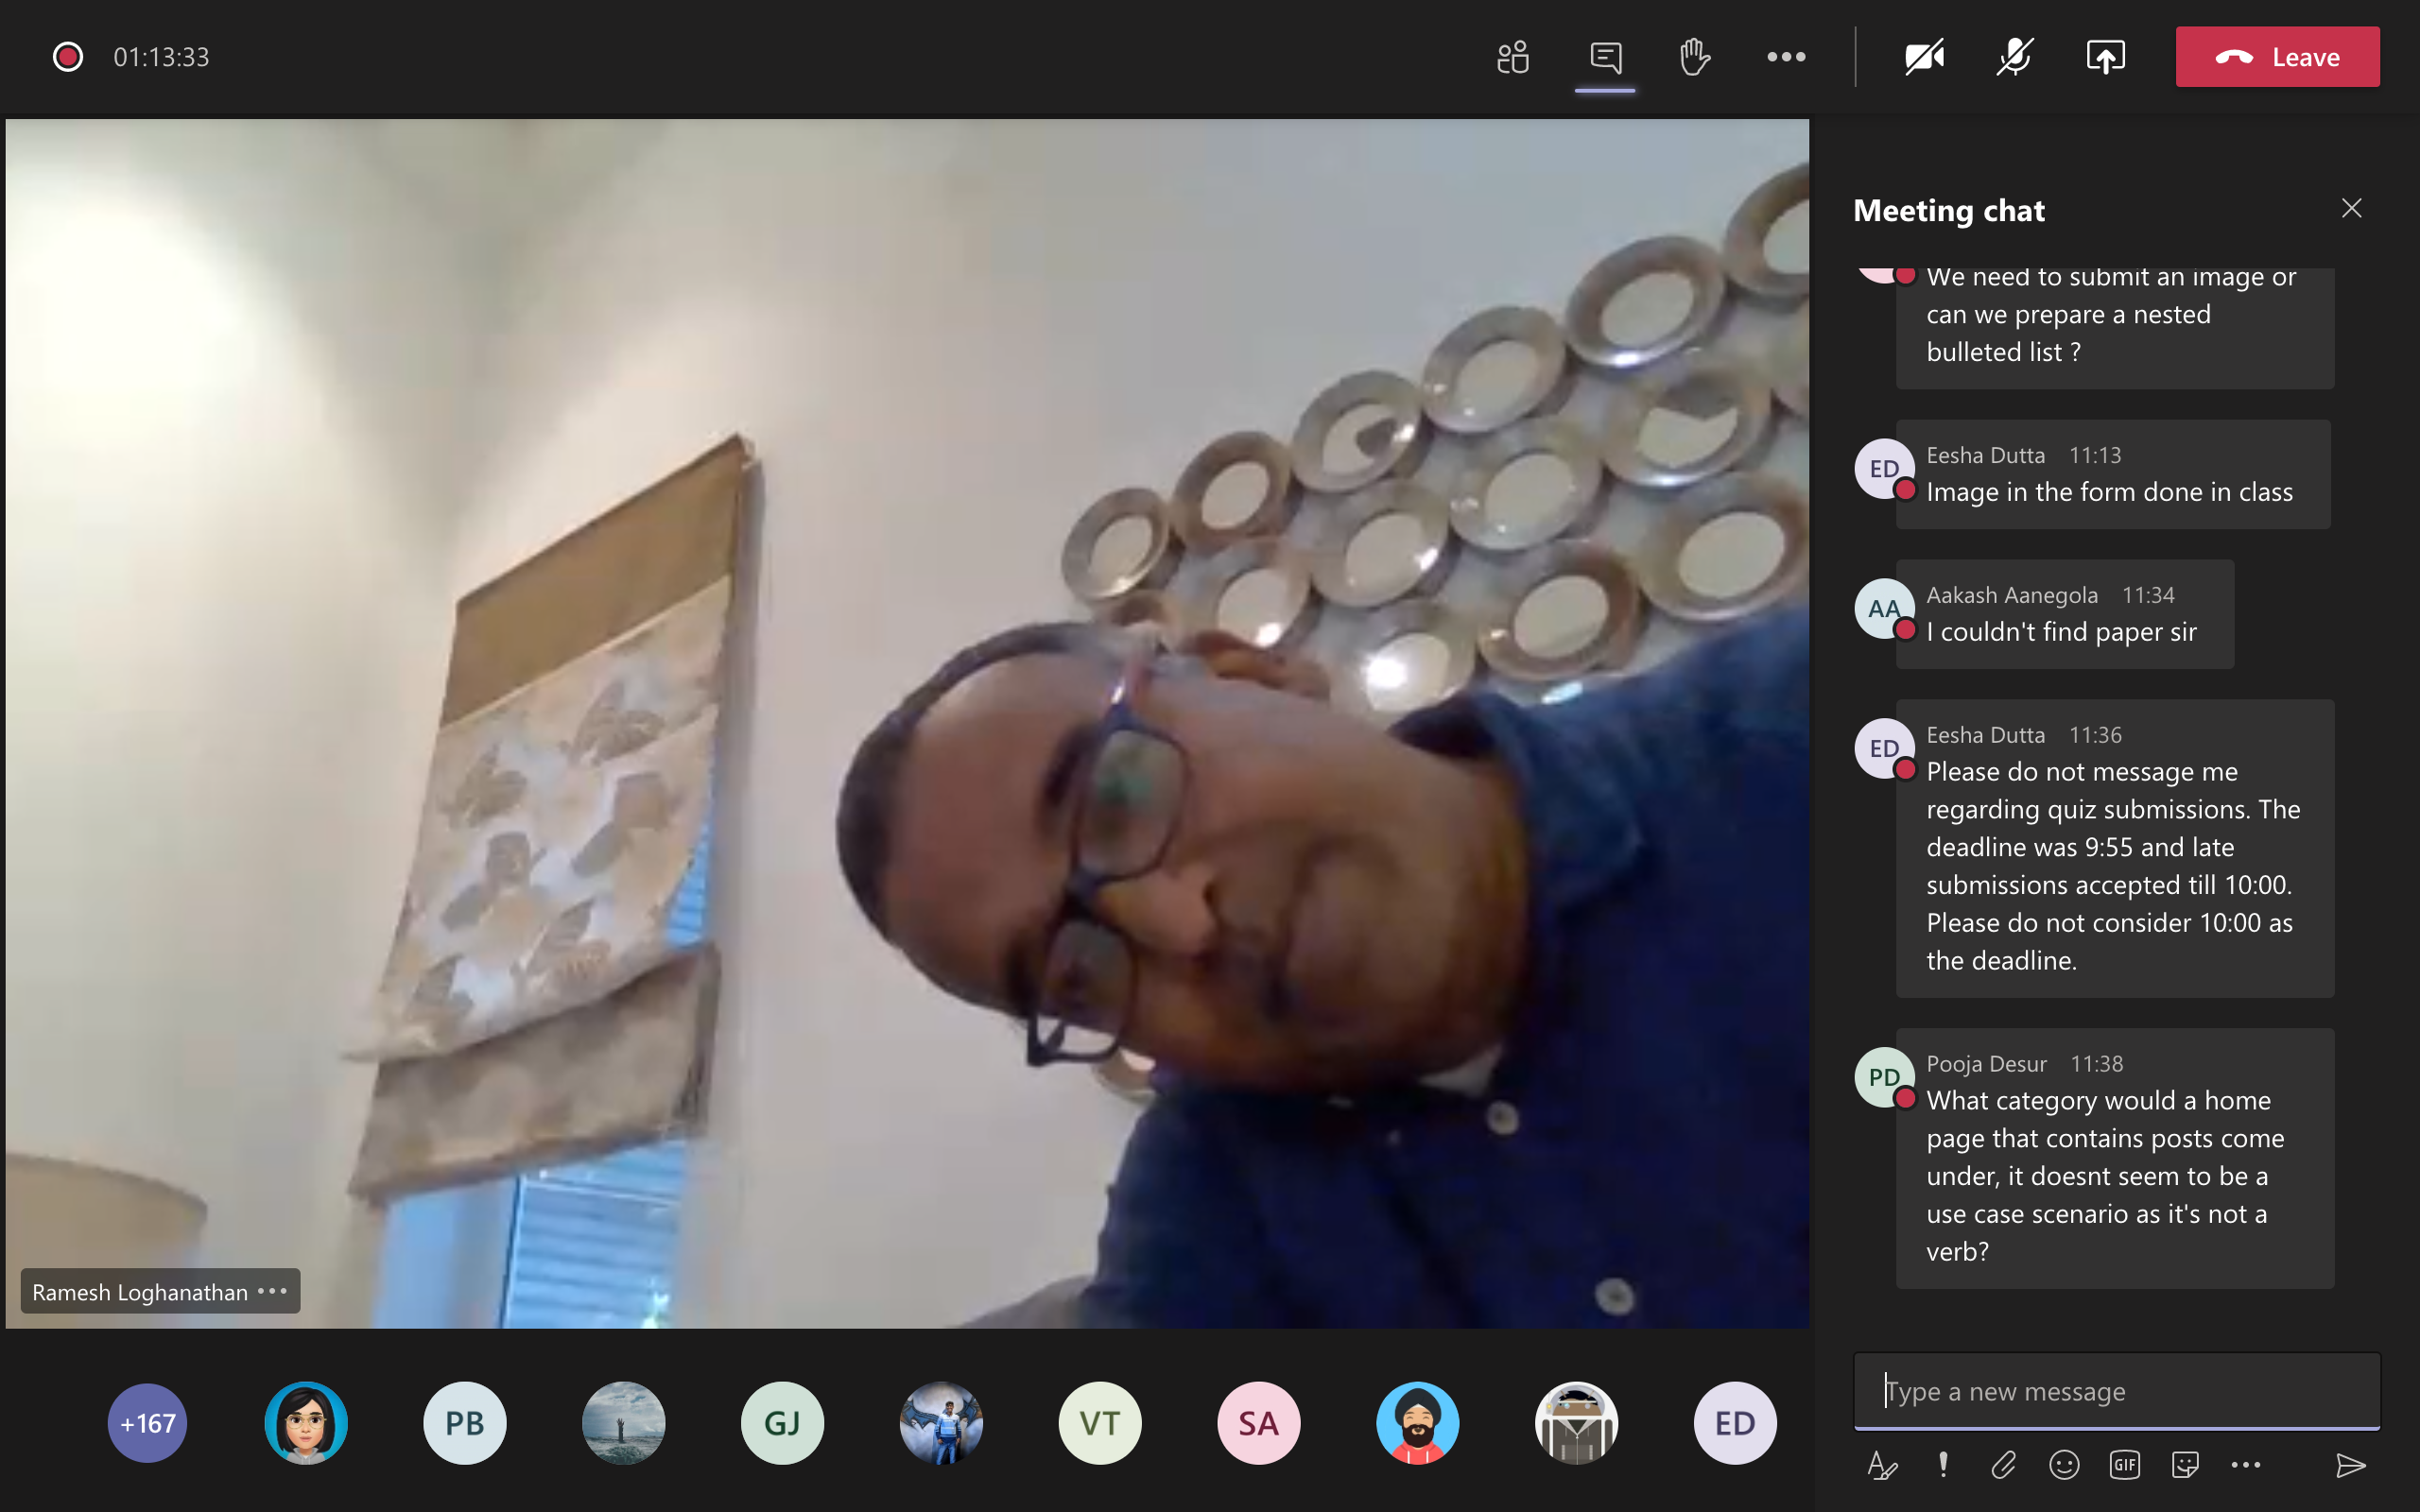 01:13:33
Leave
Meeting chat
We need to submit an image or
can we prepare a nested
bulleted list ?
ED
Eesha Dutta 11:13
Image in the form done in class
AA
Aakash Aanegola 11:34
I couldn't find paper sir
ED
Eesha Dutta 11:36
Please do not message me
regarding quiz submissions. The
deadline was 9:55 and late
submissions accepted till 10:00.
Please do not consider 10:00 as
the deadline.
PD
Pooja Desur 11:38
What category would a home
page that contains posts come
under, it doesnt seem to be a
use case scenario as it's not a
verb?
Ramesh Loghanathan
+167
PB
GJ
VT
SA
ED
Type a new message
GIF